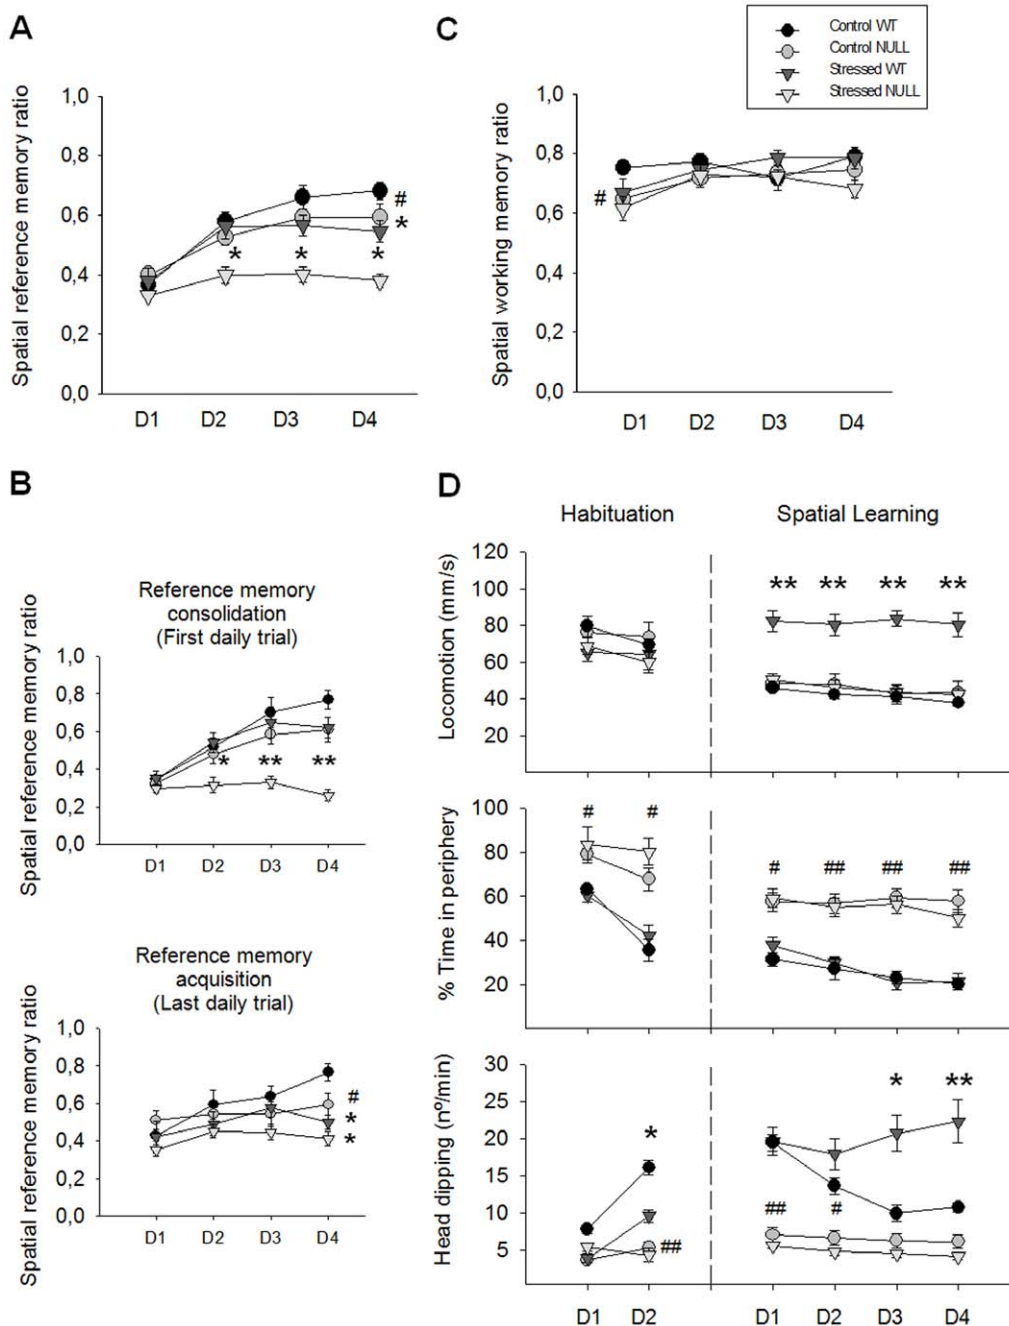 A
Spatial reference memory ratio
1,0
0,8
0,6
0,4
0,2
0,0
#
*
* * *
D1 D2 D3 D4
C
Control WT
Control NULL
Stressed WT
Stressed NULL
Spatial working memory ratio
1,0
0,8
0,6
0,4
0,2
0,0
#
D1 D2 D3 D4
B
Reference memory
consolidation
(First daily trial)
Spatial reference memory ratio
1,0
0,8
0,6
0,4
0,2
0,0
* ** **
D1 D2 D3 D4
Reference memory
acquisition
(Last daily trial)
Spatial reference memory ratio
1,0
0,8
0,6
0,4
0,2
0,0
#
*
*
D1 D2 D3 D4
D
Habituation Spatial Learning
Locomotion (mm/s)
120
100
80
60
40
20
** ** ** **
% Time in periphery
100
80
60
40
20
# #
# ## ## ##
Head dipping (nº/min)
30
25
20
15
10
5
*
##
* **
## #
D1 D2 D1 D2 D3 D4